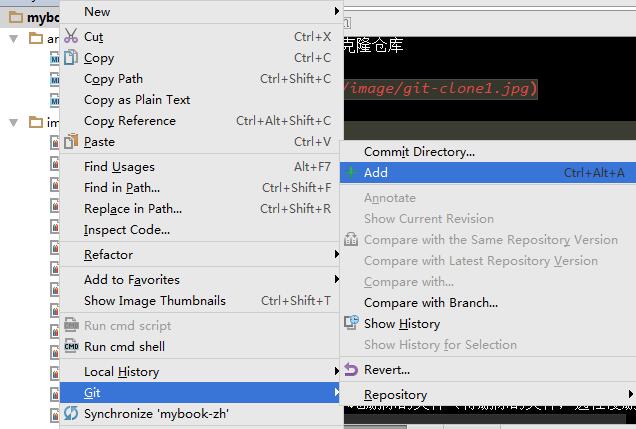 mybo
New
Cut Ctrl+X
Copy Ctrl+C
Copy Path Ctrl+Shift+C
Copy as Plain Text
Copy Reference Ctrl+Alt+Shift+C
Paste Ctrl+V
Find Usages Alt+F7
Find in Path... Ctrl+Shift+F
Replace in Path... Ctrl+Shift+R
Inspect Code...
Refactor
Add to Favorites
Show Image Thumbnails Ctrl+Shift+T
Run cmd script
Run cmd shell
Local History
Git
Synchronize 'mybook-zh'
克隆仓库
/image/git-clone1.jpg)
Commit Directory...
Add Ctrl+Alt+A
Annotate
Show Current Revision
Compare with the Same Repository Version
Compare with Latest Repository Version
Compare with...
Compare with Branch...
Show History
Show History for Selection
Revert...
Repository